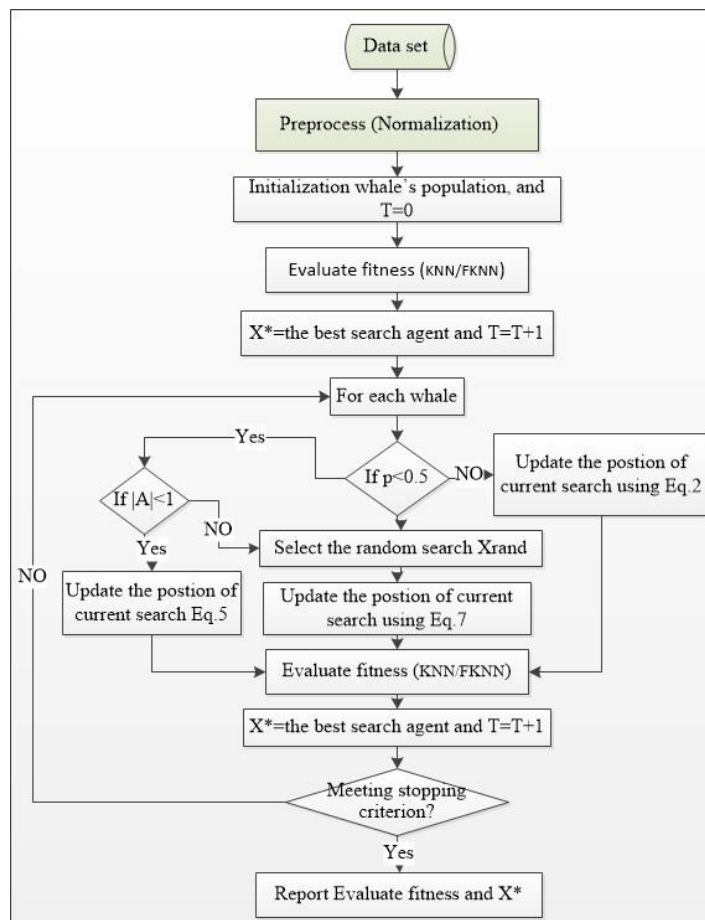 Data set
Preprocess (Normalization)
Initialization whale`s population, and
T=0
Evaluate fitness (KNN/FKNN)
X*=the best search agent and T=T+1
For each whale
Yes
If p<0.5
NO
Update the postion of
current search using Eq.2
If |A|<1
NO
Select the random search Xrand
Yes
NO
Update the postion of
current search Eq.5
Update the postion of current
search using Eq.7
Evaluate fitness (KNN/FKNN)
X*=the best search agent and T=T+1
Meeting stopping
criterion?
Yes
Report Evaluate fitness and X*